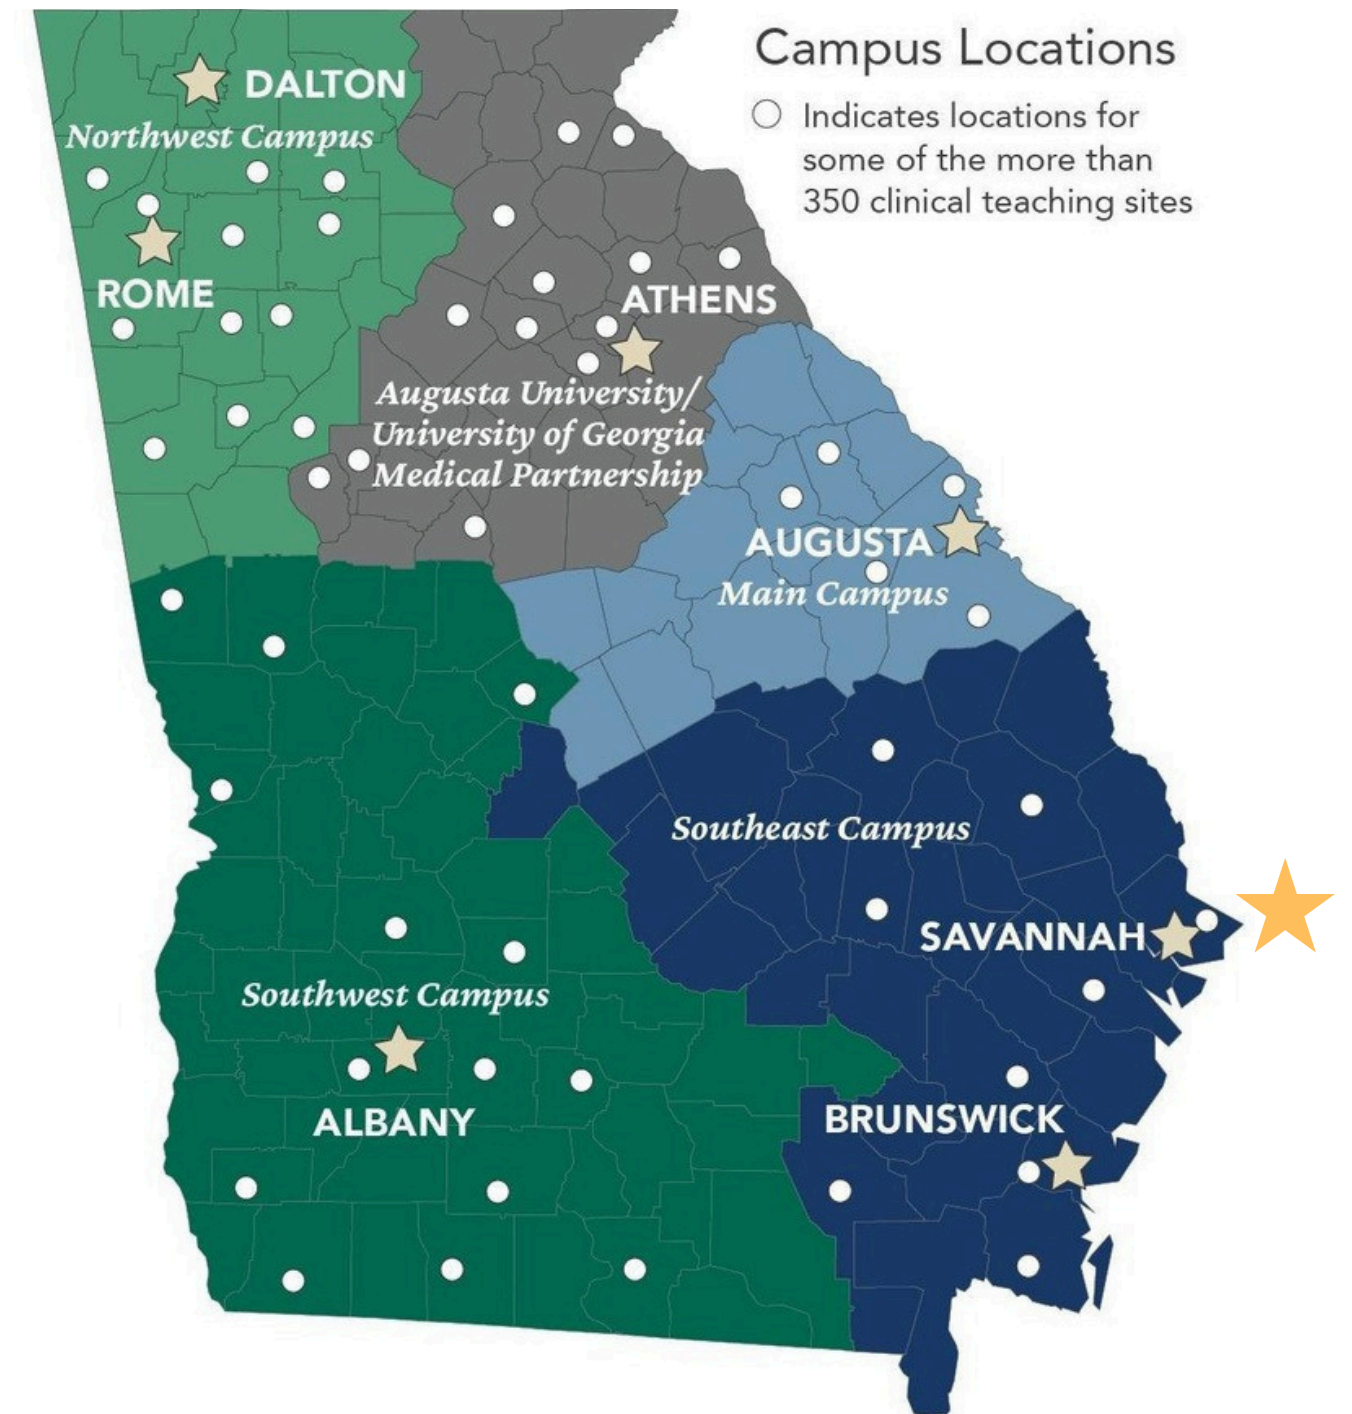 Campus Locations
Indicates locations for
some of the more than
350 clinical teaching sites
DALTON
Northwest Campus
ROME
ATHENS
Augusta University/
University of Georgia
Medical Partnership
AUGUSTA
Main Campus
Southeast Campus
SAVANNAH
Southwest Campus
ALBANY
BRUNSWICK